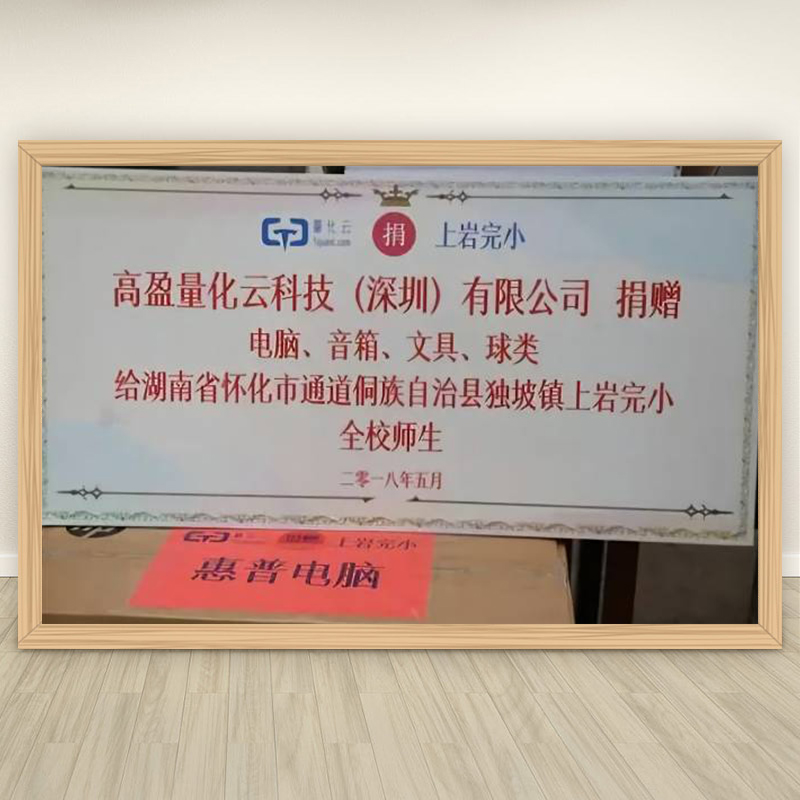 量化云 捐 上岩完小
高盈量化云科技（深圳）有限公司 捐赠
电脑、音箱、文具、球类
给湖南省怀化市通道侗族自治县独坡镇上岩完小
全校师生
二零一八年五月
上岩完小
惠普电脑